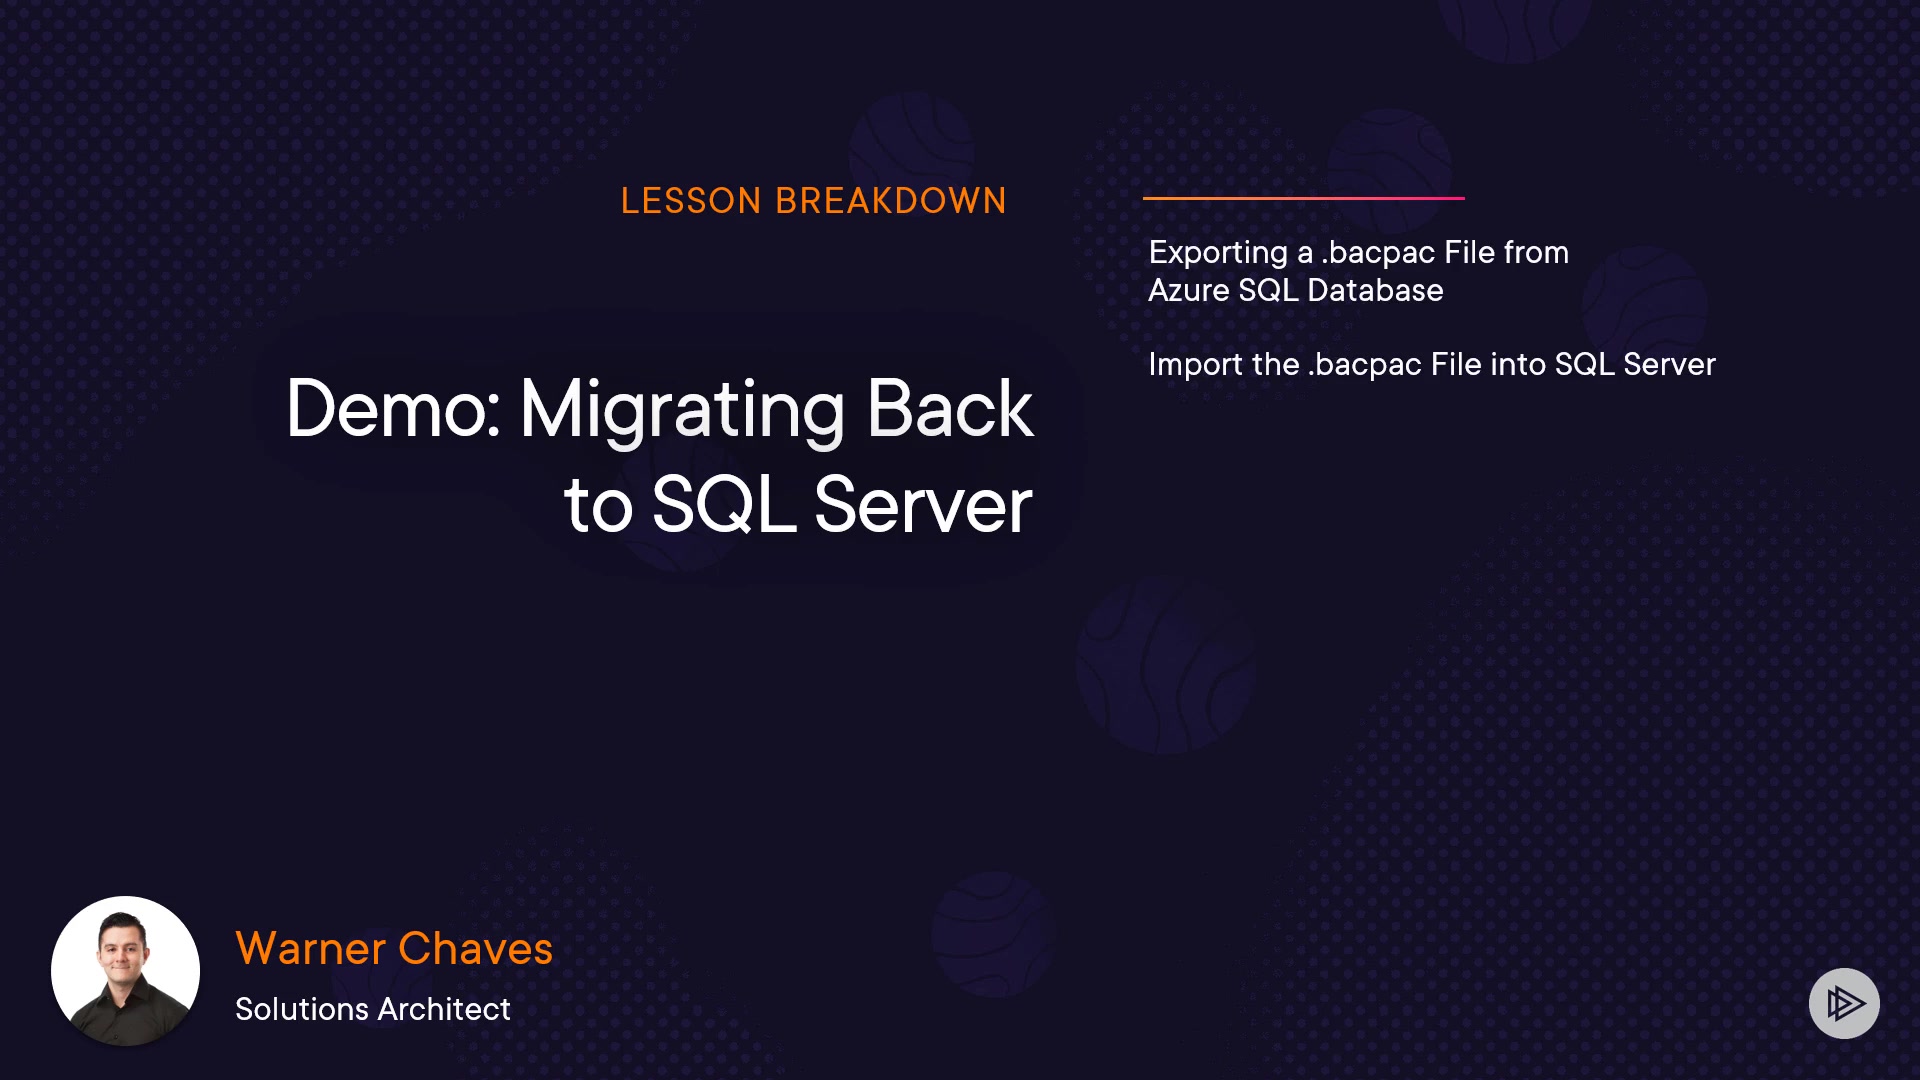 LESSON BREAKDOWN
Demo: Migrating Back
to SQL Server
Exporting a .bacpac File from
Azure SQL Database
Import the .bacpac File into SQL Server
Warner Chaves
Solutions Architect